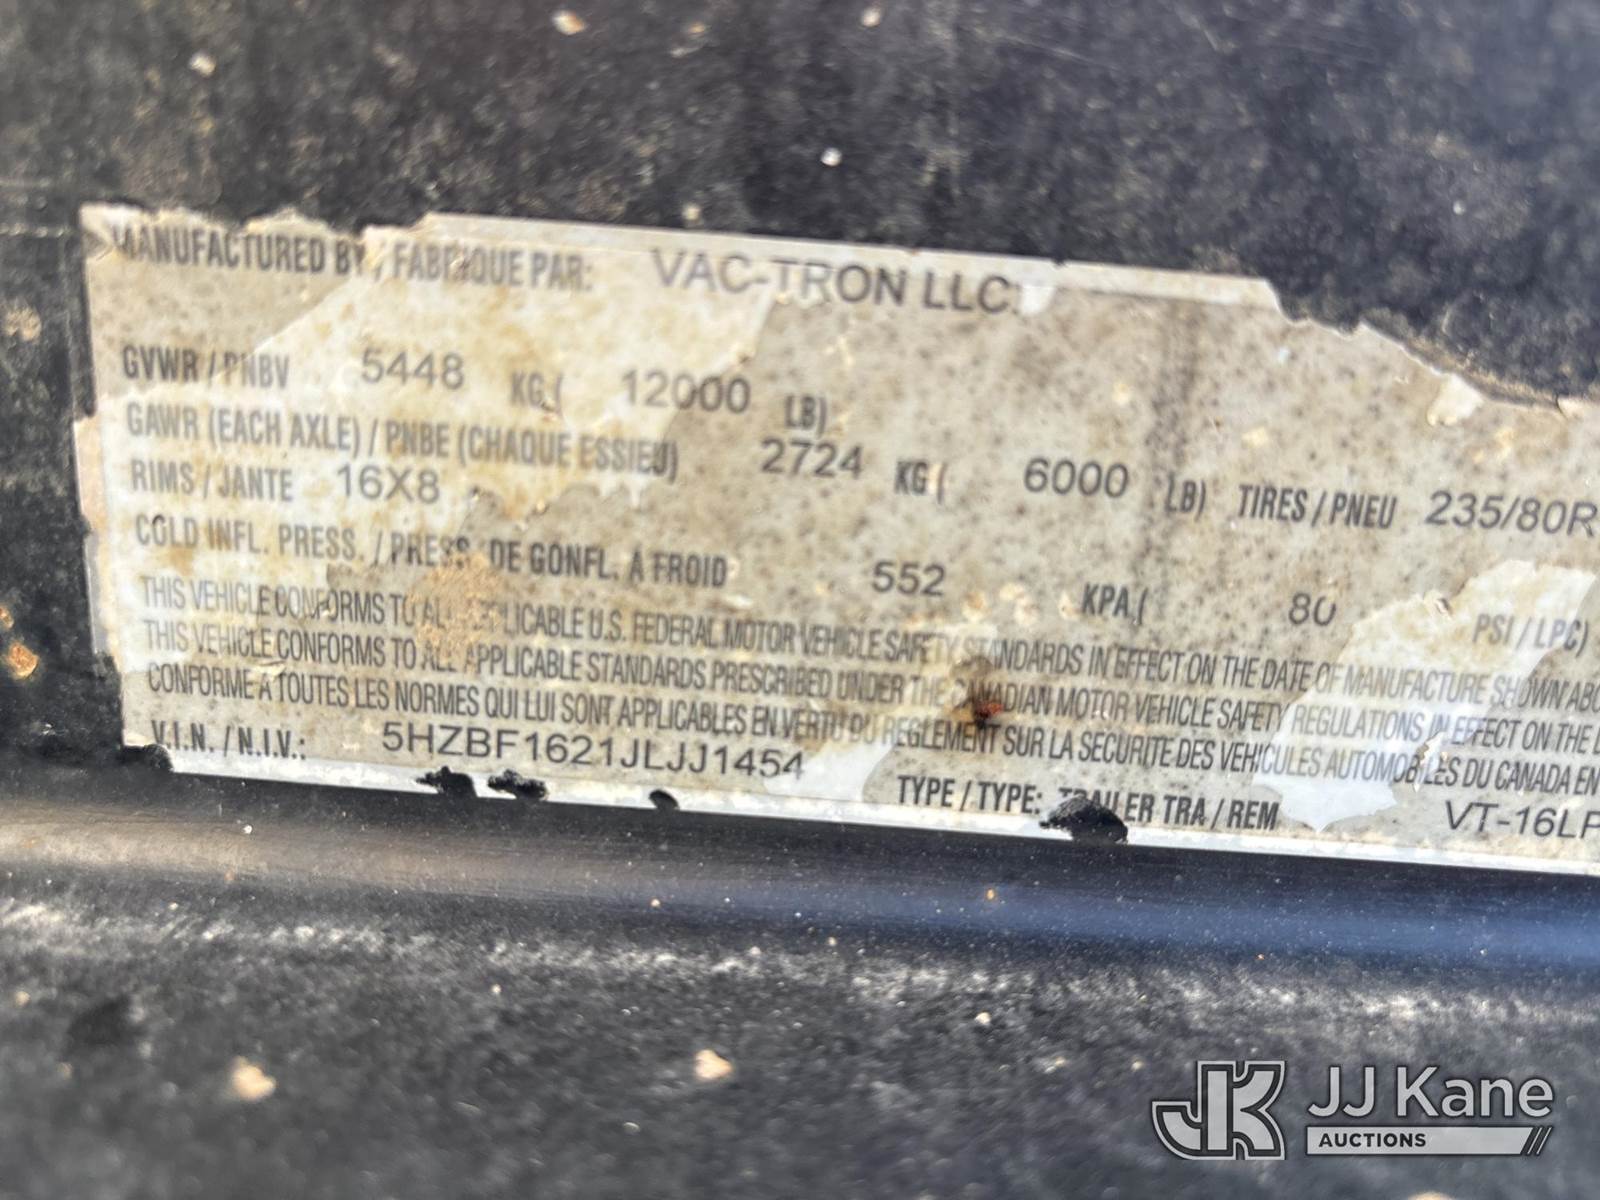 MANUFACTURED BY / FABRIQUE PAR: VAC-TRON LLC.
GVWR / PNBV 5448 KG ( 12000 LB)
GAWR (EACH AXLE) / PNBE (CHAQUE ESSIEU) 2724 KG ( 6000 LB) TIRES / PNEU 235/80R
RIMS / JANTE 16X8
COLD INFL. PRESS. / PRESS. DE GONFL. A FROID 552 KPA ( 80 PSI / LPC)
THIS VEHICLE CONFORMS TO ALL APPLICABLE U.S. FEDERAL MOTOR VEHICLE SAFETY STANDARDS IN EFFECT ON THE DATE OF MANUFACTURE SHOWN ABO
THIS VEHICLE CONFORMS TO ALL APPLICABLE STANDARDS PRESCRIBED UNDER THE CANADIAN MOTOR VEHICLE SAFETY REGULATIONS IN EFFECT ON THE
CONFORME A TOUTES LES NORMES QUI LUI SONT APPLICABLES EN VERTU DU REGLEMENT SUR LA SECURITE DES VEHICULES AUTOMOBILES DU CANADA EN
V.I.N. / N.I.V.: 5HZBF1621JLJJ1454 TYPE / TYPE: TRAILER TRA / REM VT-16LP
JK JJ Kane
AUCTIONS